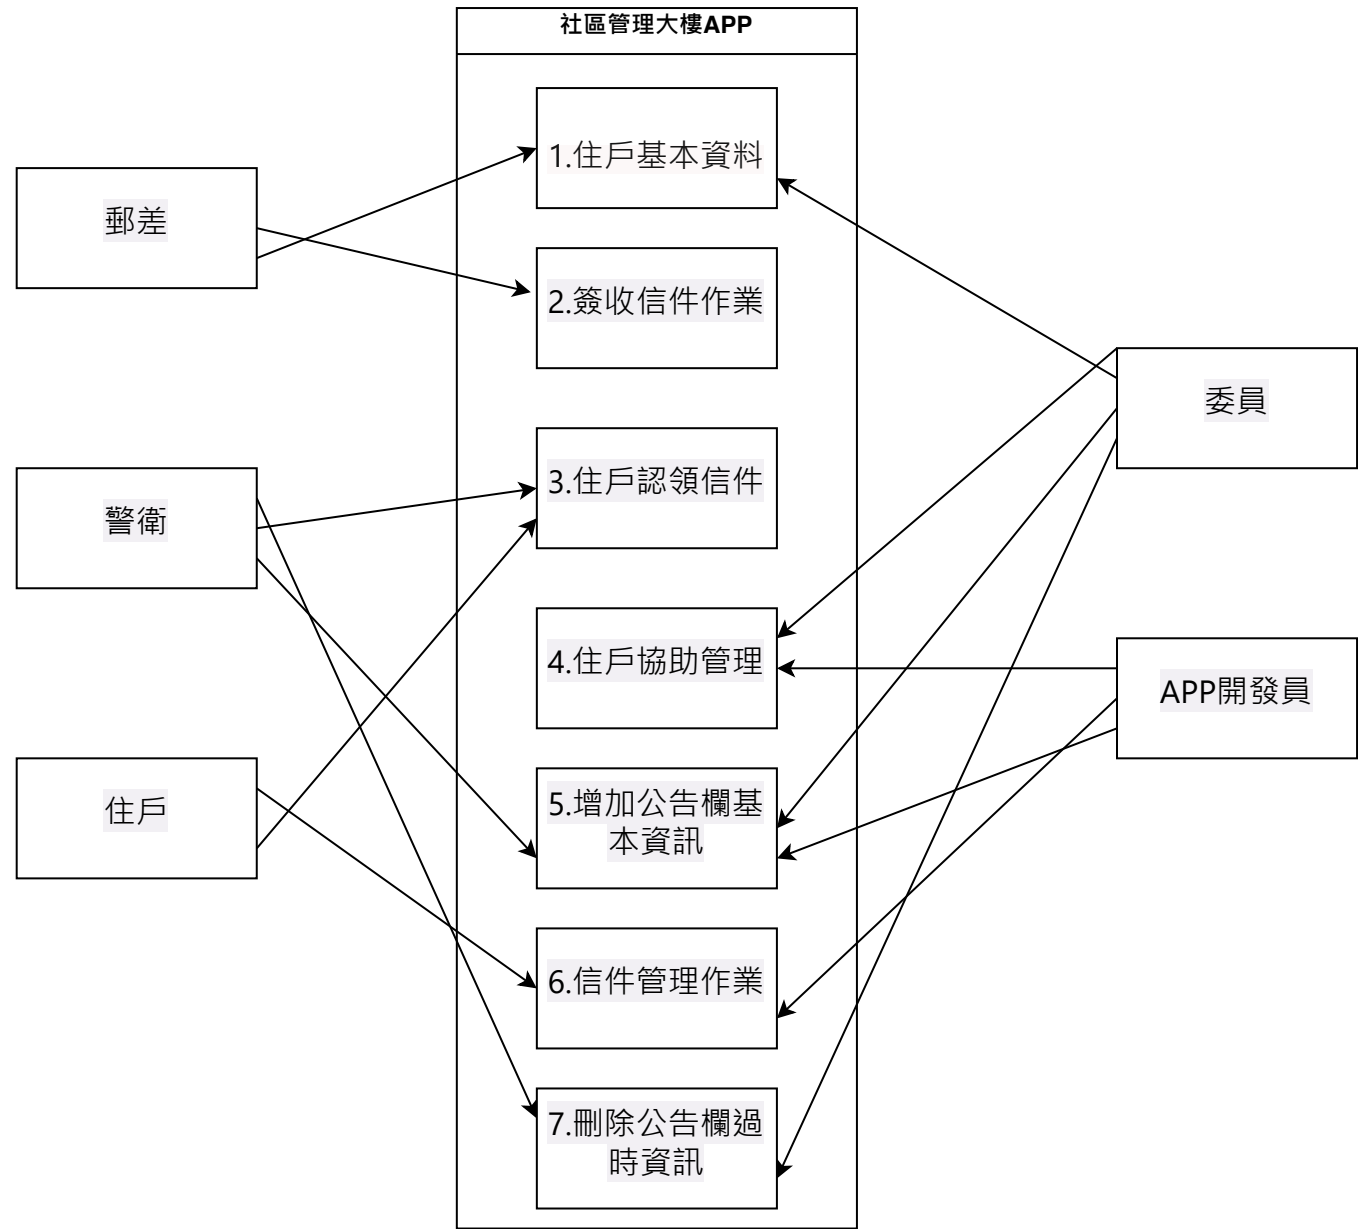 社區管理大樓APP
1.住戶基本資料
郵差
2.簽收信件作業
委員
3.住戶認領信件
警衛
4.住戶協助管理
APP開發員
5.增加公告欄基
本資訊
住戶
6.信件管理作業
7.刪除公告欄過
時資訊